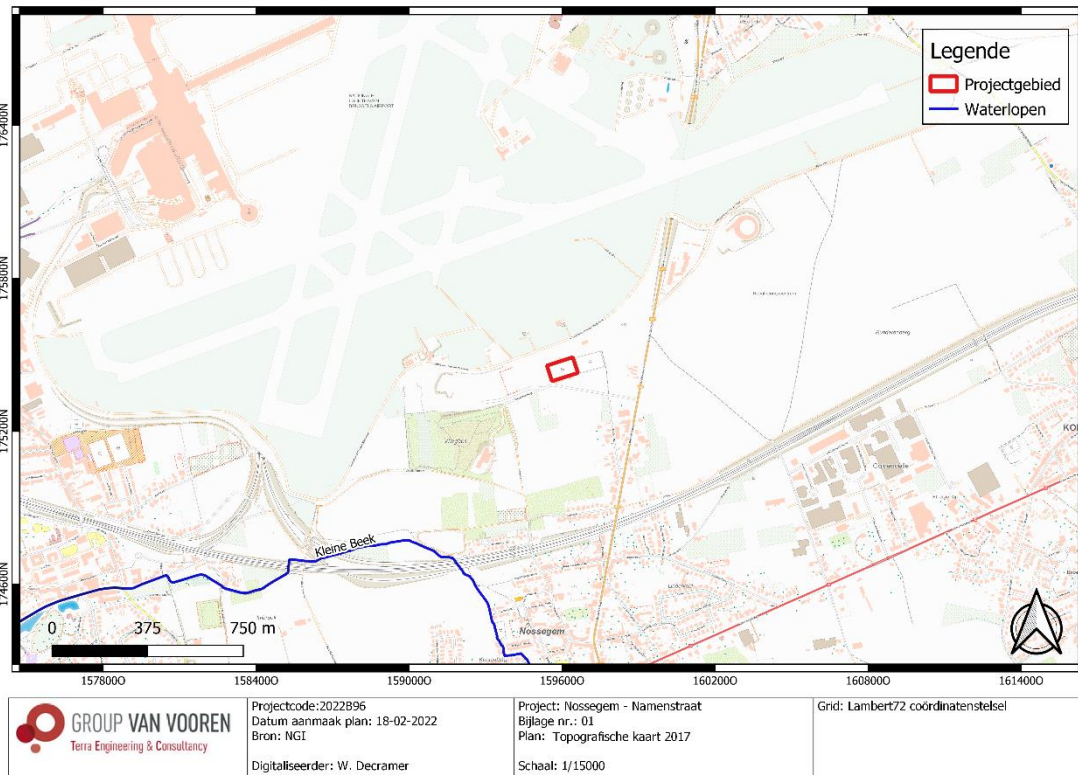 Legende
Projectgebied
Waterlopen
176400N
175800N
175200N
174600N
Kleine Beek
Nossegem
0 375 750 m
1578000 1584000 1590000 1596000 1602000 1608000 1614000
GROUP VAN VOOREN
Terra Engineering & Consultancy
Projectcode:2022B96
Datum aanmaak plan: 18-02-2022
Bron: NGI
Digitaliseerder: W. Decramer
Project: Nossegem - Namenstraat
Bijlage nr.: 01
Plan: Topografische kaart 2017
Schaal: 1/15000
Grid: Lambert72 coördinatenstelsel